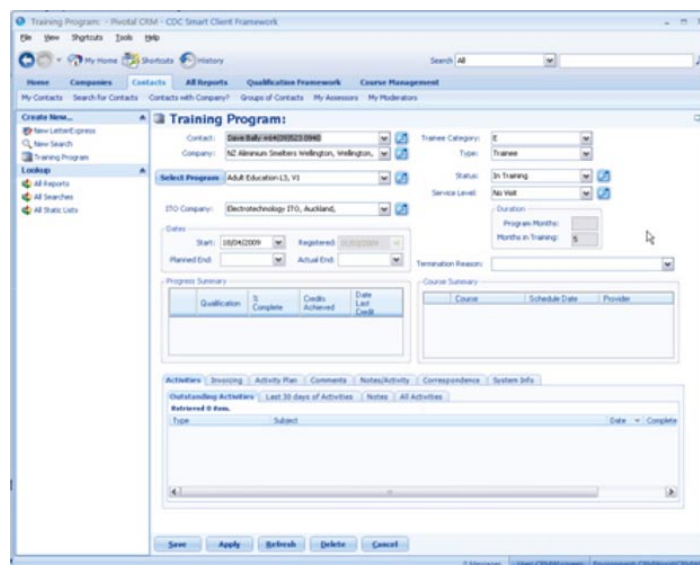 Training Program: - Pivotal CRM - CDC Smart Client Framework
File View Shortcuts Tools Help
My Home Shortcuts History Search All
Home Companies Contacts All Reports Qualification Framework Course Management
My Contacts Search for Contacts Contacts with Company? Groups of Contacts My Assessors My Moderators
Create New...
New LetterExpress
New Search
Training Program
Lookup
All Reports
All Searches
All Static Lists
Training Program:
Contact: Trainee Category: E
Company: NZ Aliminium Smelters Wellington, Wellington, Type: Trainee
Select Program Adult Education L3, V1 Status: In Training
Service Level: No Visit
ITO Company: Electrotechnology ITO, Auckland, Duration
Program Months:
Months in Training: 5
Dates
Start: 10/04/2009 Registered:
Planned End: Actual End: Termination Reason:
Progress Summary Course Summary
Qualification % Complete Credits Achieved Date Last Credit
Course Schedule Date Provider
Activities Invoicing Activity Plan Comments Notes/Activity Correspondence System Info
Outstanding Activities Last 30 days of Activities Notes All Activities
Retrieved 0 item.
Type Subject Date Complete
Save Apply Refresh Delete Cancel